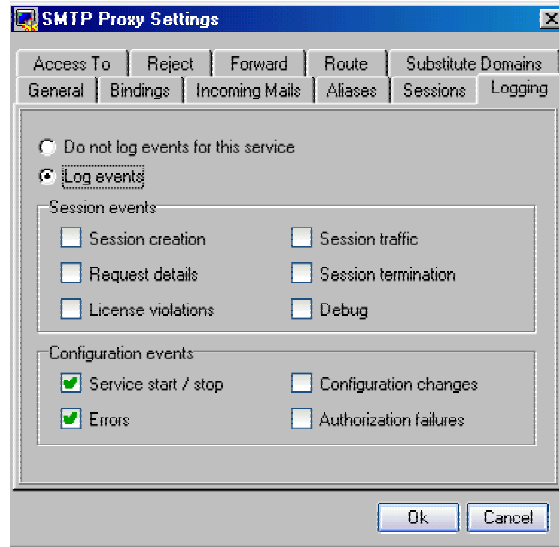 SMTP Proxy Settings
Access To Reject Forward Route Substitute Domains
General Bindings Incoming Mails Aliases Sessions Logging
Do not log events for this service
Log events
Session events
Session creation Session traffic
Request details Session termination
License violations Debug
Configuration events
Service start / stop Configuration changes
Errors Authorization failures
Ok Cancel